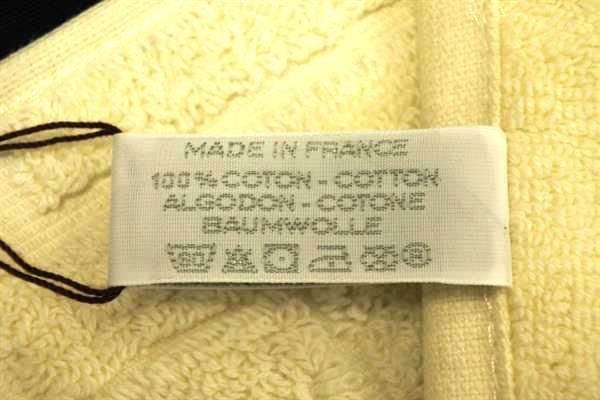 MADE IN FRANCE
100% COTON - COTTON
ALGODON - COTONE
BAUMWOLLE